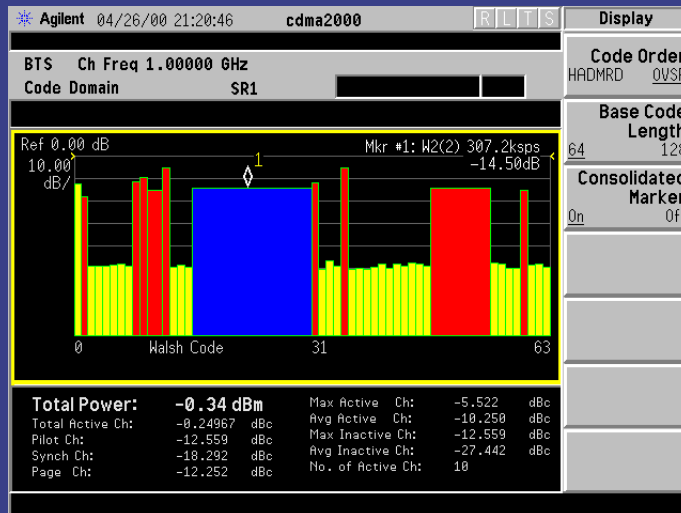 Agilent 04/26/00 21:20:46 cdma2000 R L T S
Display
BTS Ch Freq 1.00000 GHz
Code Domain SR1
Ref 0.00 dB
Mkr #1: W2(2) 307.2ksps
-14.50dB
10.00
dB/
1
0 Walsh Code 31 63
Total Power: -0.34 dBm
Total Active Ch: -0.24967 dBc
Pilot Ch: -12.559 dBc
Synch Ch: -18.292 dBc
Page Ch: -12.252 dBc
Max Active Ch: -5.522 dBc
Avg Active Ch: -10.250 dBc
Max Inactive Ch: -12.559 dBc
Avg Inactive Ch: -27.442 dBc
No. of Active Ch: 10
Code Order
HADMRD OVSF
Base Code
Length
64 128
Consolidated
Marker
On Off